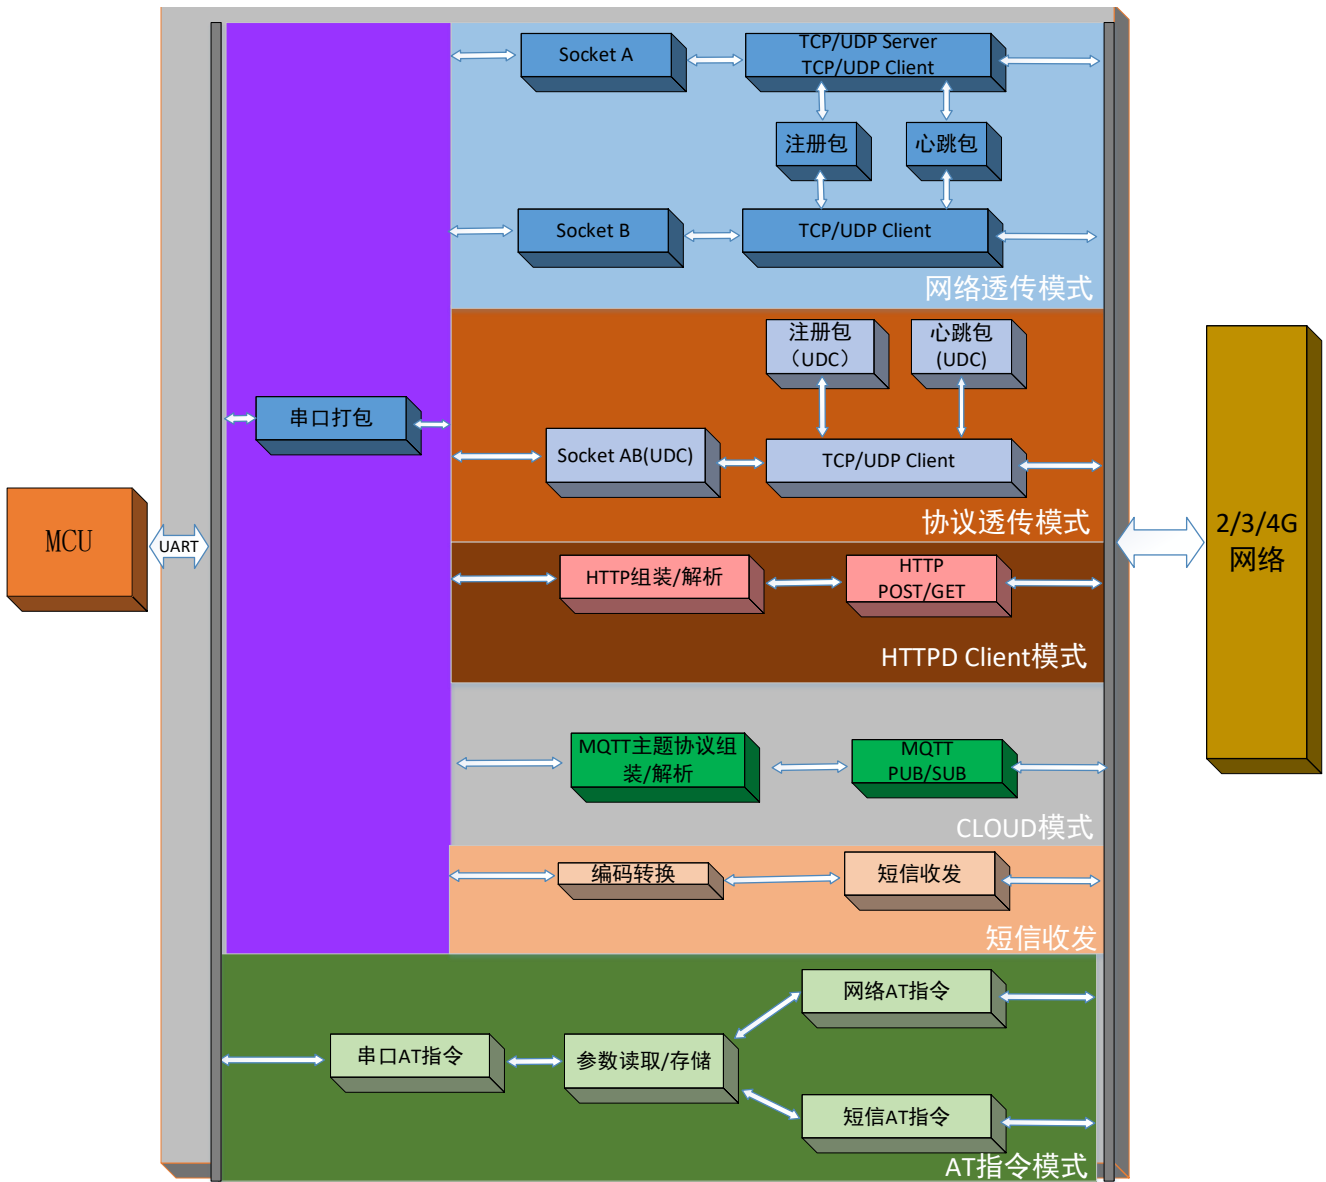 Socket A
TCP/UDP Server
TCP/UDP Client
注册包
心跳包
Socket B
TCP/UDP Client
网络透传模式
注册包
（UDC）
心跳包
(UDC)
串口打包
Socket AB(UDC)
TCP/UDP Client
协议透传模式
MCU
UART
2/3/4G
网络
HTTP组装/解析
HTTP
POST/GET
HTTPD Client模式
MQTT主题协议组
装/解析
MQTT
PUB/SUB
CLOUD模式
编码转换
短信收发
短信收发
网络AT指令
串口AT指令
参数读取/存储
短信AT指令
AT指令模式